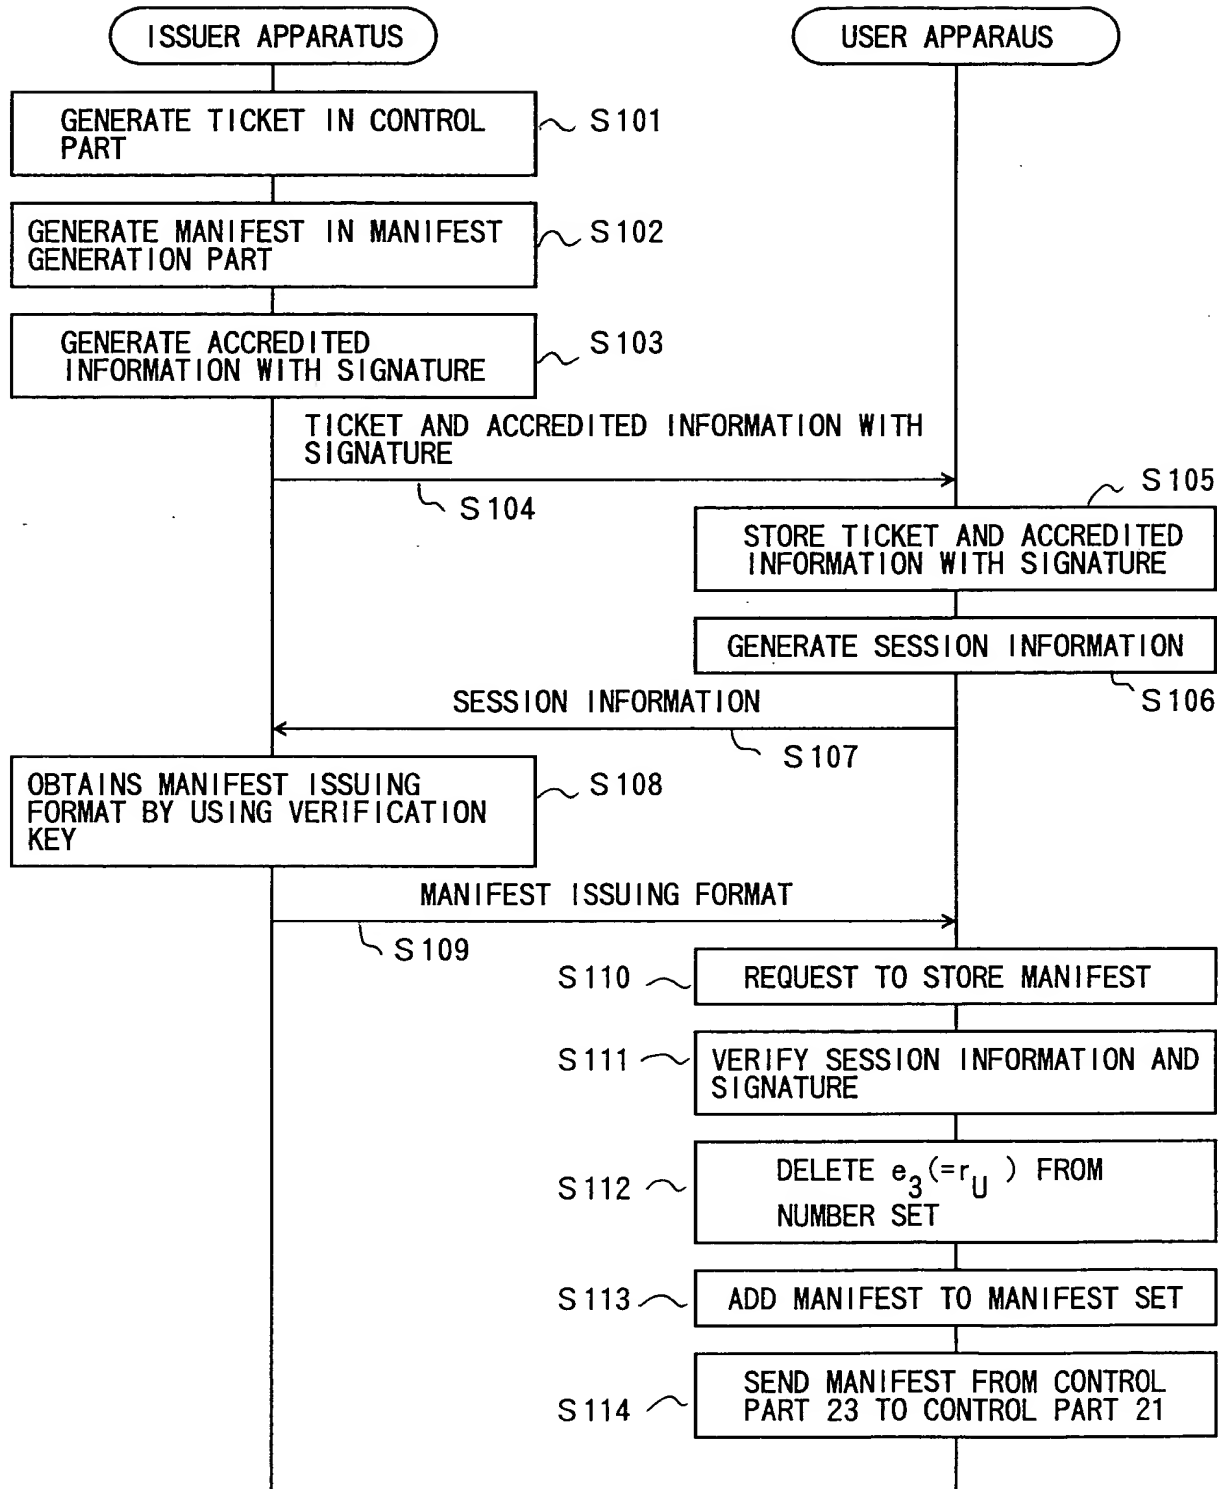 ISSUER APPARATUS
USER APPARAUS
GENERATE TICKET IN CONTROL
PART
S101
GENERATE MANIFEST IN MANIFEST
GENERATION PART
S102
GENERATE ACCREDITED
INFORMATION WITH SIGNATURE
S103
TICKET AND ACCREDITED INFORMATION WITH
SIGNATURE
S104
S105
STORE TICKET AND ACCREDITED
INFORMATION WITH SIGNATURE
GENERATE SESSION INFORMATION
S106
SESSION INFORMATION
S107
OBTAINS MANIFEST ISSUING
FORMAT BY USING VERIFICATION
KEY
S108
MANIFEST ISSUING FORMAT
S109
S110
REQUEST TO STORE MANIFEST
S111
VERIFY SESSION INFORMATION AND
SIGNATURE
S112
DELETE e3(=rU ) FROM
NUMBER SET
S113
ADD MANIFEST TO MANIFEST SET
S114
SEND MANIFEST FROM CONTROL
PART 23 TO CONTROL PART 21